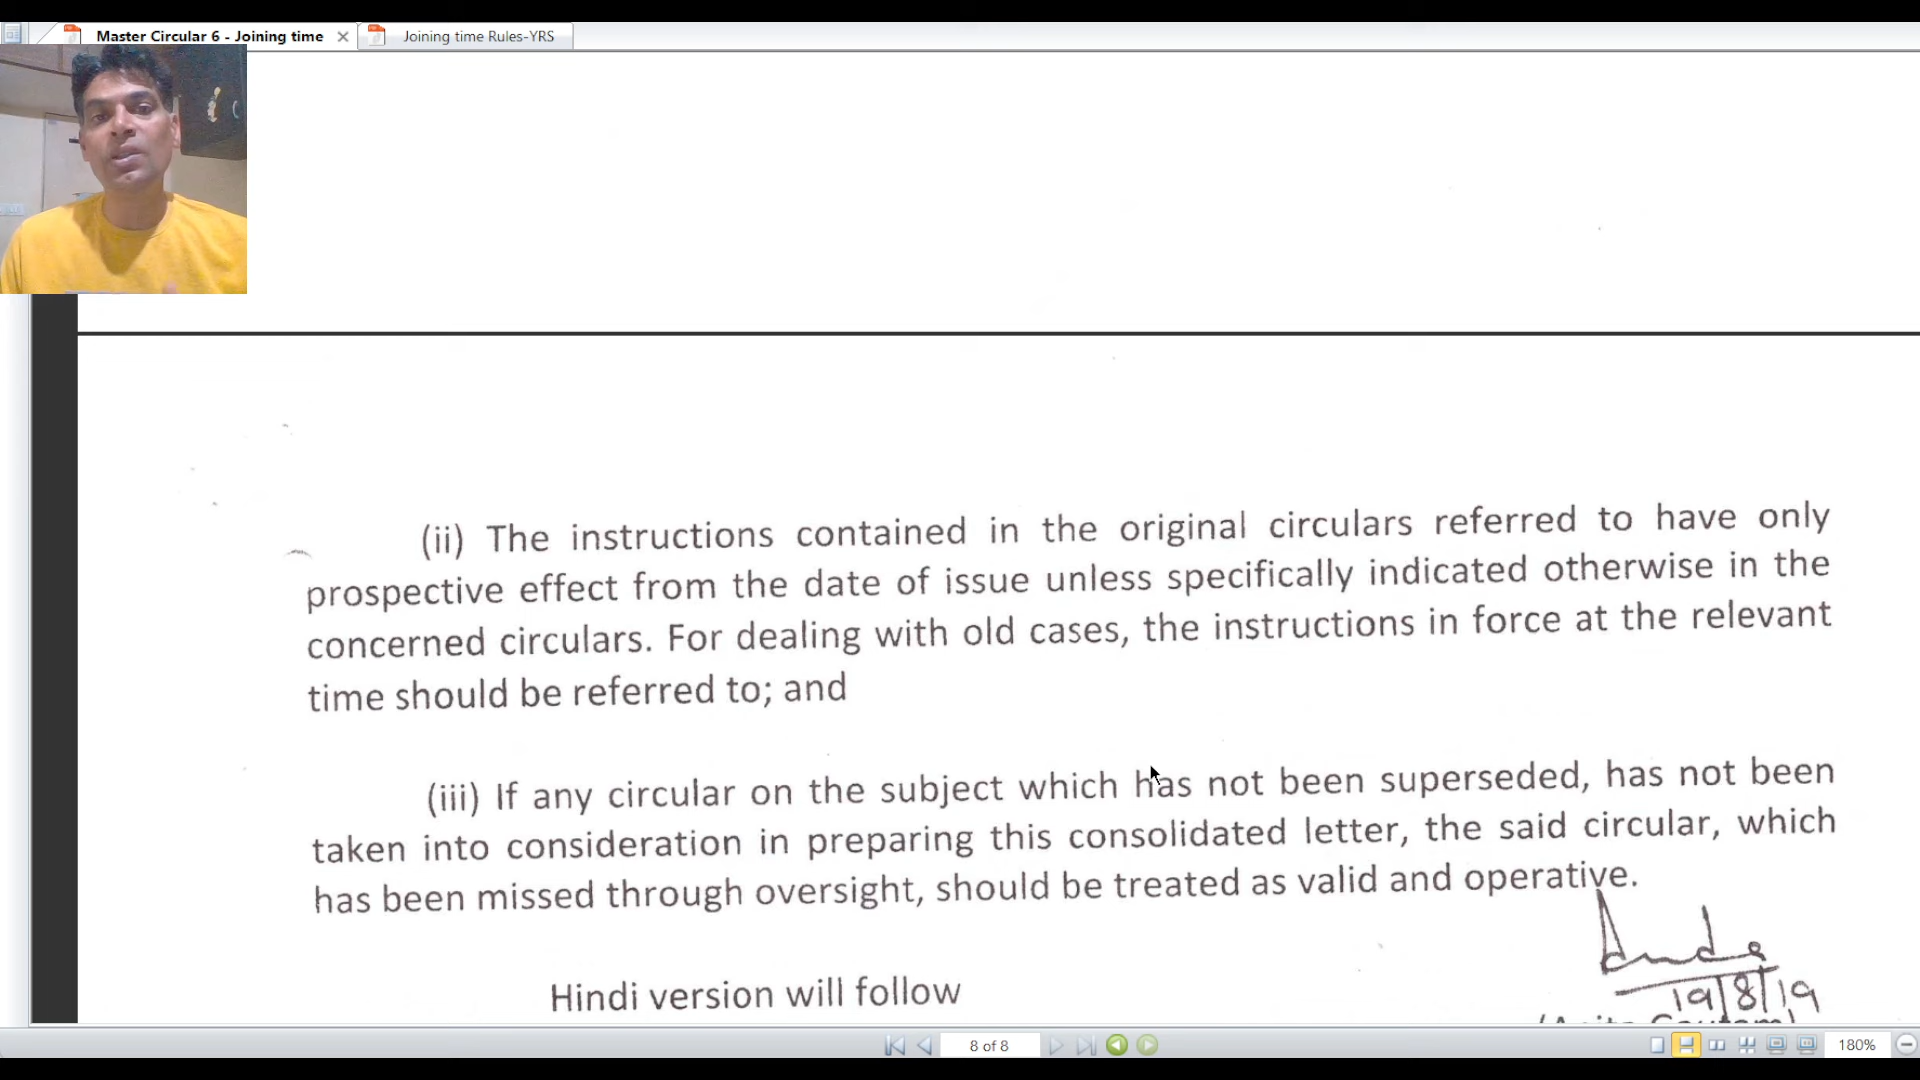 Master Circular 6 - Joining time
Joining time Rules-YRS
(ii) The instructions contained in the original circulars referred to have only
prospective effect from the date of issue unless specifically indicated otherwise in the
concerned circulars. For dealing with old cases, the instructions in force at the relevant
time should be referred to; and
(iii) If any circular on the subject which has not been superseded, has not been
taken into consideration in preparing this consolidated letter, the said circular, which
has been missed through oversight, should be treated as valid and operative.
19/8/19
Hindi version will follow
8 of 8
180%